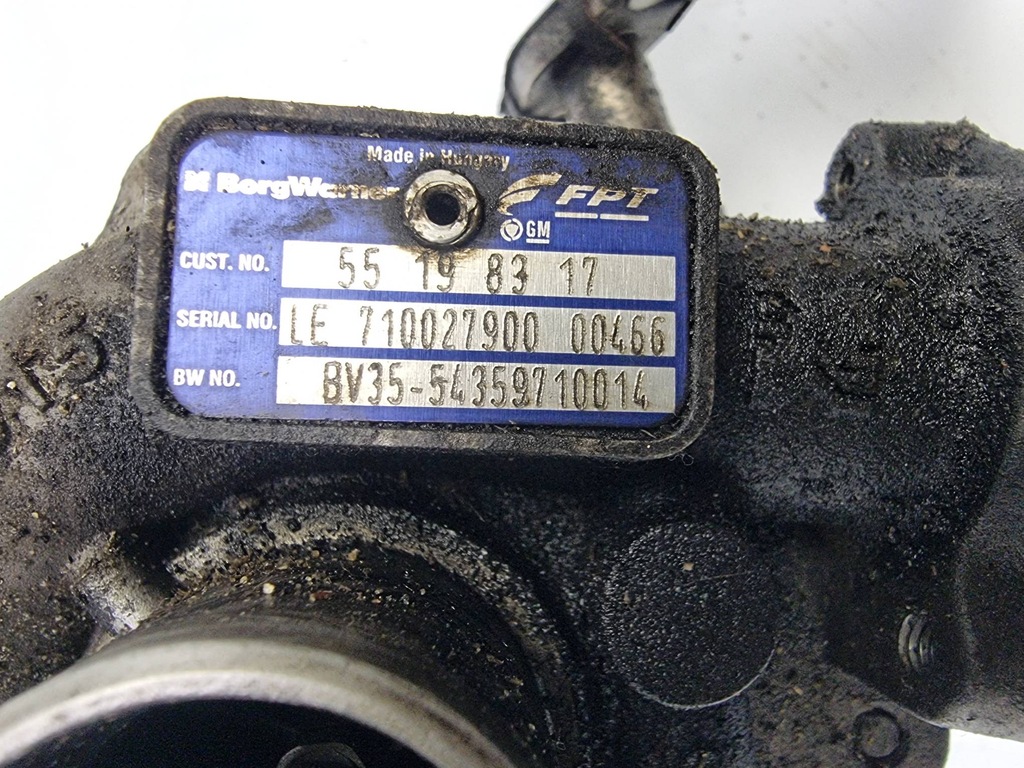 Made in Hungary
BorgWarner
FPT
GM
CUST. NO. 55 19 83 17
SERIAL NO. LE 710027900 00466
BW NO. BV35-54359710014